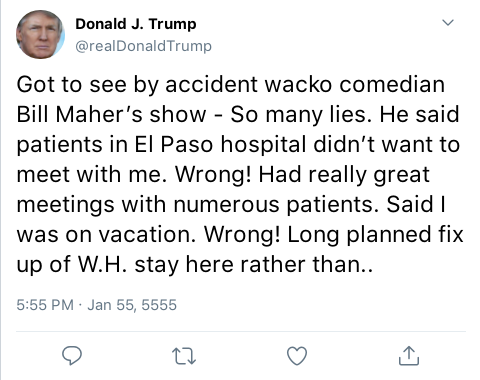 Donald J. Trump
@realDonaldTrump
Got to see by accident wacko comedian
Bill Maher’s show - So many lies. He said
patients in El Paso hospital didn’t want to
meet with me. Wrong! Had really great
meetings with numerous patients. Said I
was on vacation. Wrong! Long planned fix
up of W.H. stay here rather than..
5:55 PM · Jan 55, 5555